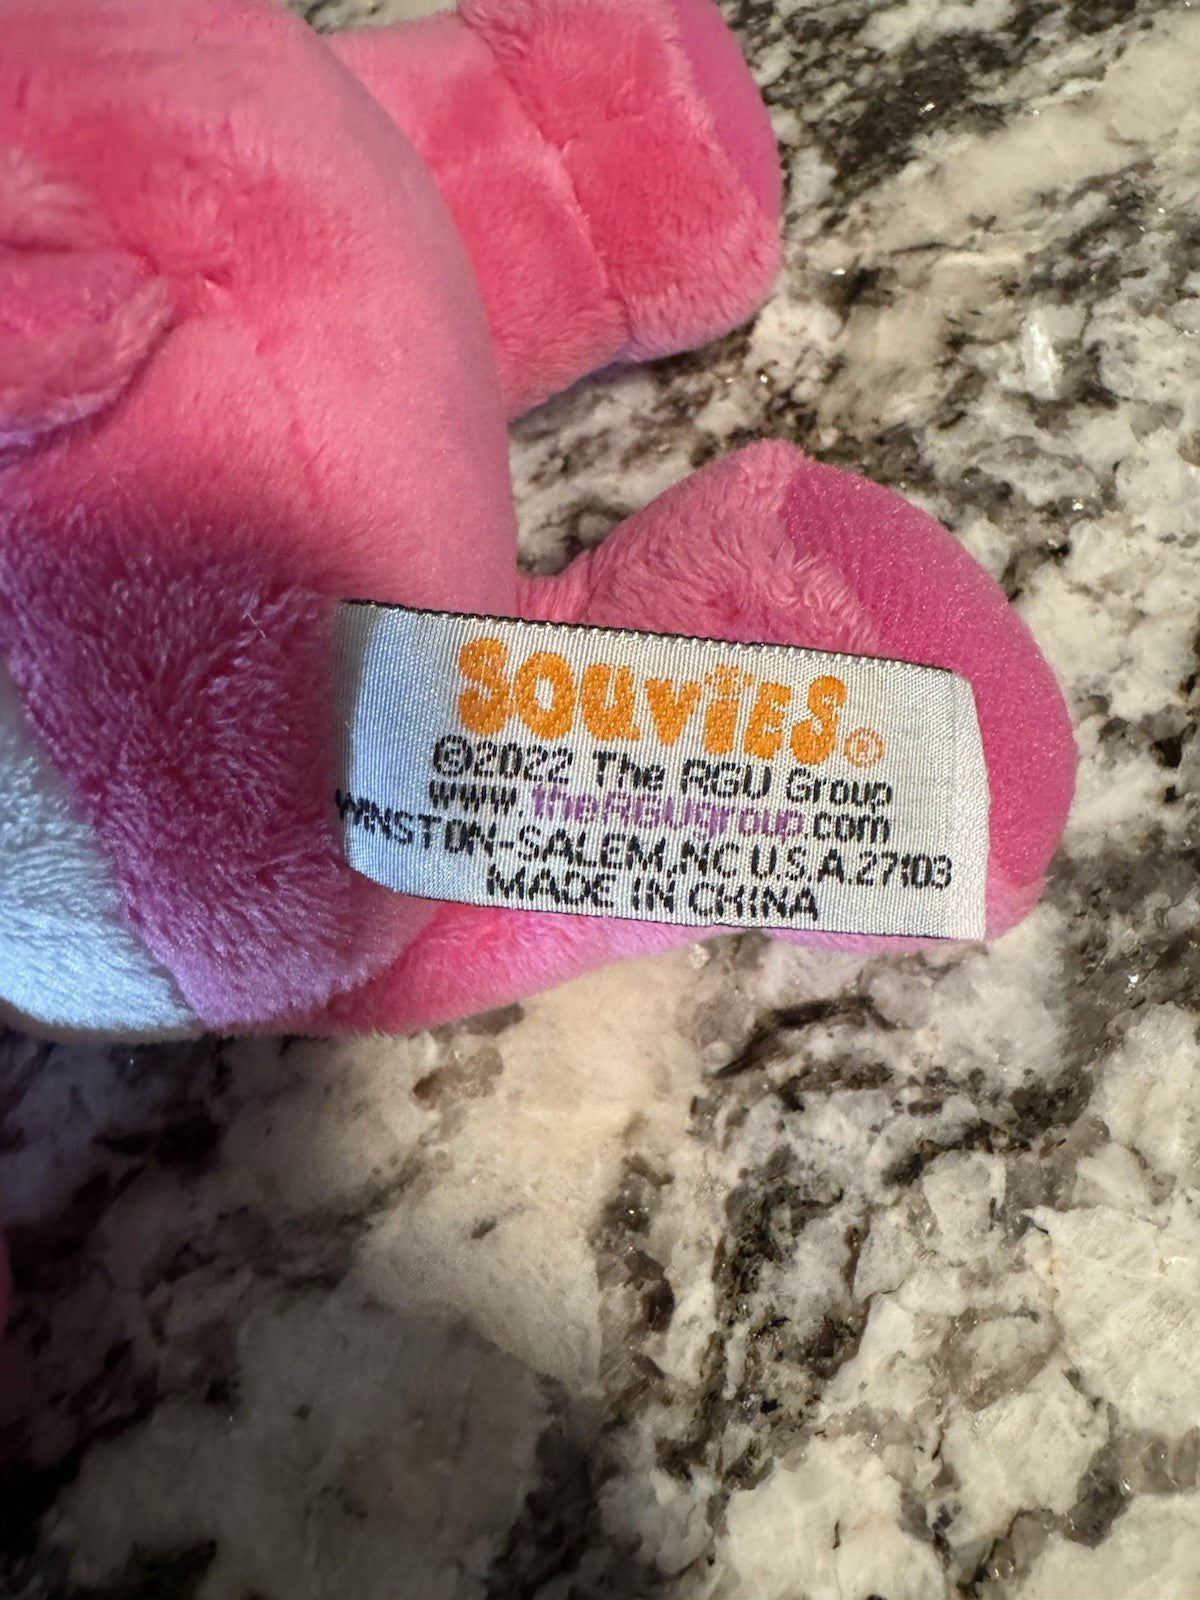 SOUVIES®
©2022 The RGU Group
www.theRGUgroup.com
WINSTON-SALEM,NC U.S.A 27103
MADE IN CHINA